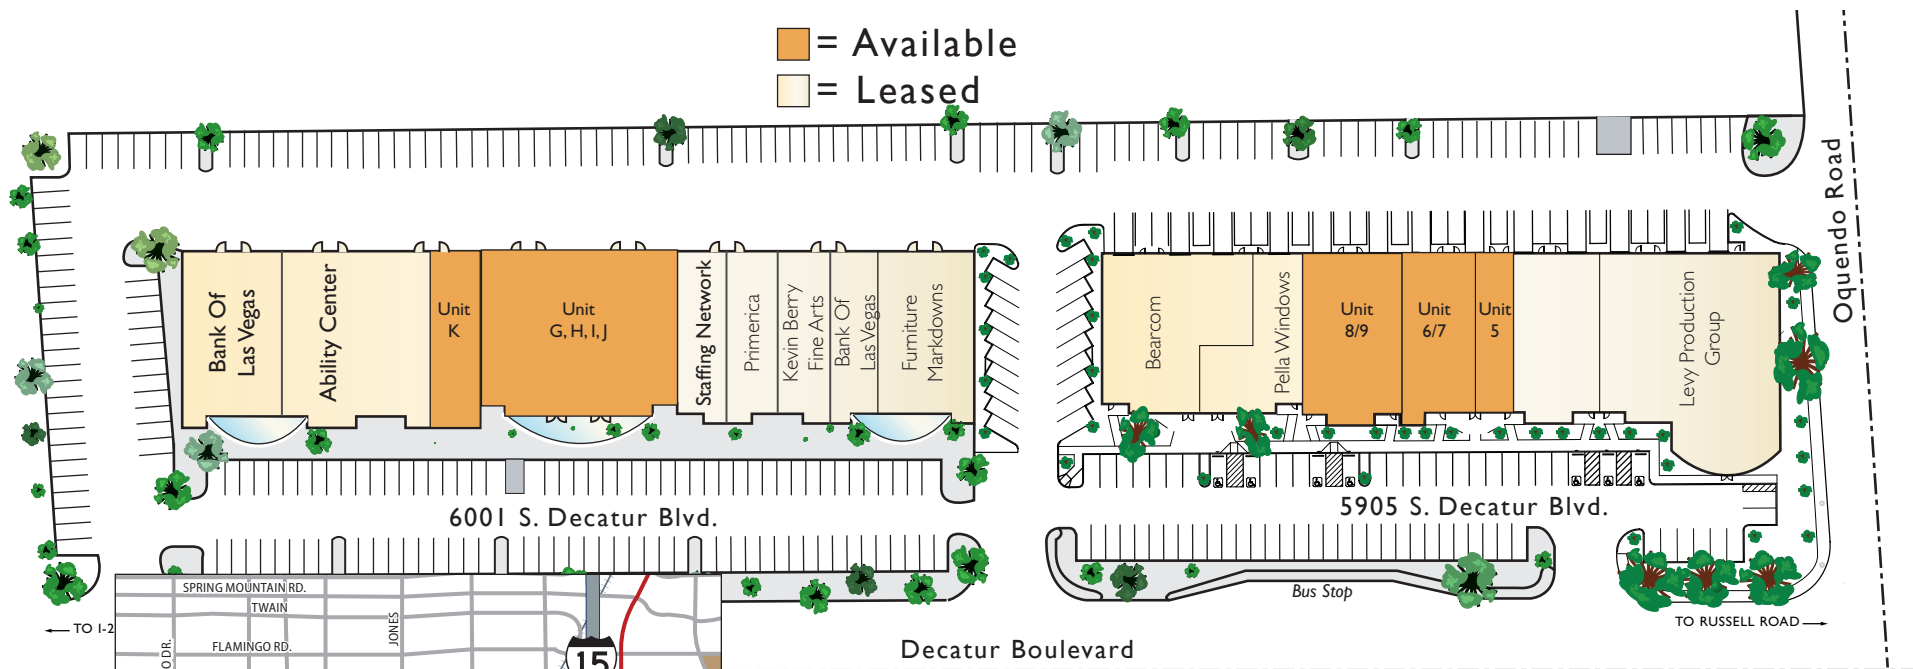 = Available
= Leased
Oquendo Road
Bank Of
Las Vegas
Ability Center
Unit
K
Unit
G, H, I, J
Staffing Network
Primerica
Kevin Berry
Fine Arts
Bank Of
Las Vegas
Furniture
Markdowns
Bearcom
Pella Windows
Unit
8/9
Unit
6/7
Unit
5
Levy Production
Group
6001 S. Decatur Blvd.
5905 S. Decatur Blvd.
Bus Stop
SPRING MOUNTAIN RD.
TWAIN
JONES
FLAMINGO RD.
15
TO I-2
TO RUSSELL ROAD
Decatur Boulevard